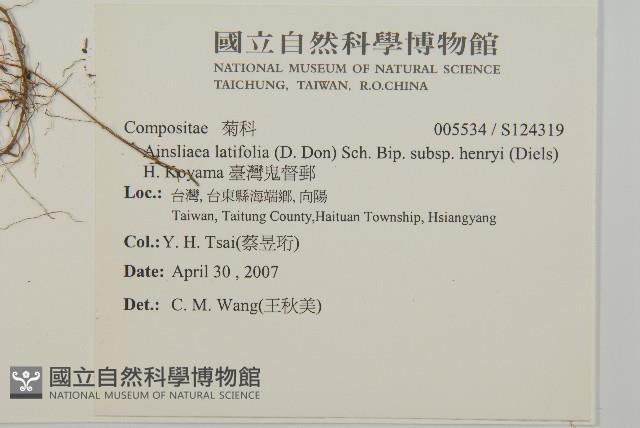 國立自然科學博物館
NATIONAL MUSEUM OF NATURAL SCIENCE
TAICHUNG, TAIWAN, R.O.CHINA
Compositae 菊科 005534 / S124319
Ainsliaea latifolia (D. Don) Sch. Bip. subsp. henryi (Diels)
H. Koyama 臺灣鬼督郵
Loc.: 台灣, 台東縣海端鄉, 向陽
Taiwan, Taitung County,Haituan Township, Hsiangyang
Col.: Y. H. Tsai(蔡昱珩)
Date: April 30 , 2007
Det.: C. M. Wang(王秋美)
國立自然科學博物館
NATIONAL MUSEUM OF NATURAL SCIENCE